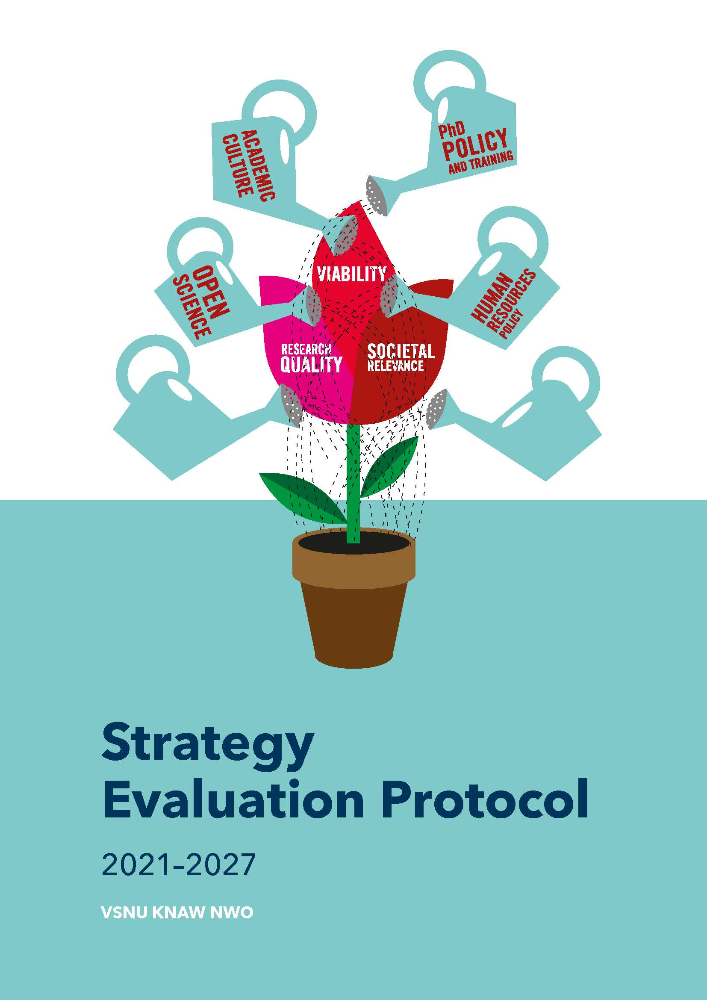 ACADEMIC
CULTURE
PhD
POLICY
AND TRAINING
OPEN
SCIENCE
HUMAN
RESOURCES
POLICY
VIABILITY
RESEARCH
QUALITY
SOCIETAL
RELEVANCE
Strategy
Evaluation Protocol
2021–2027
VSNU KNAW NWO